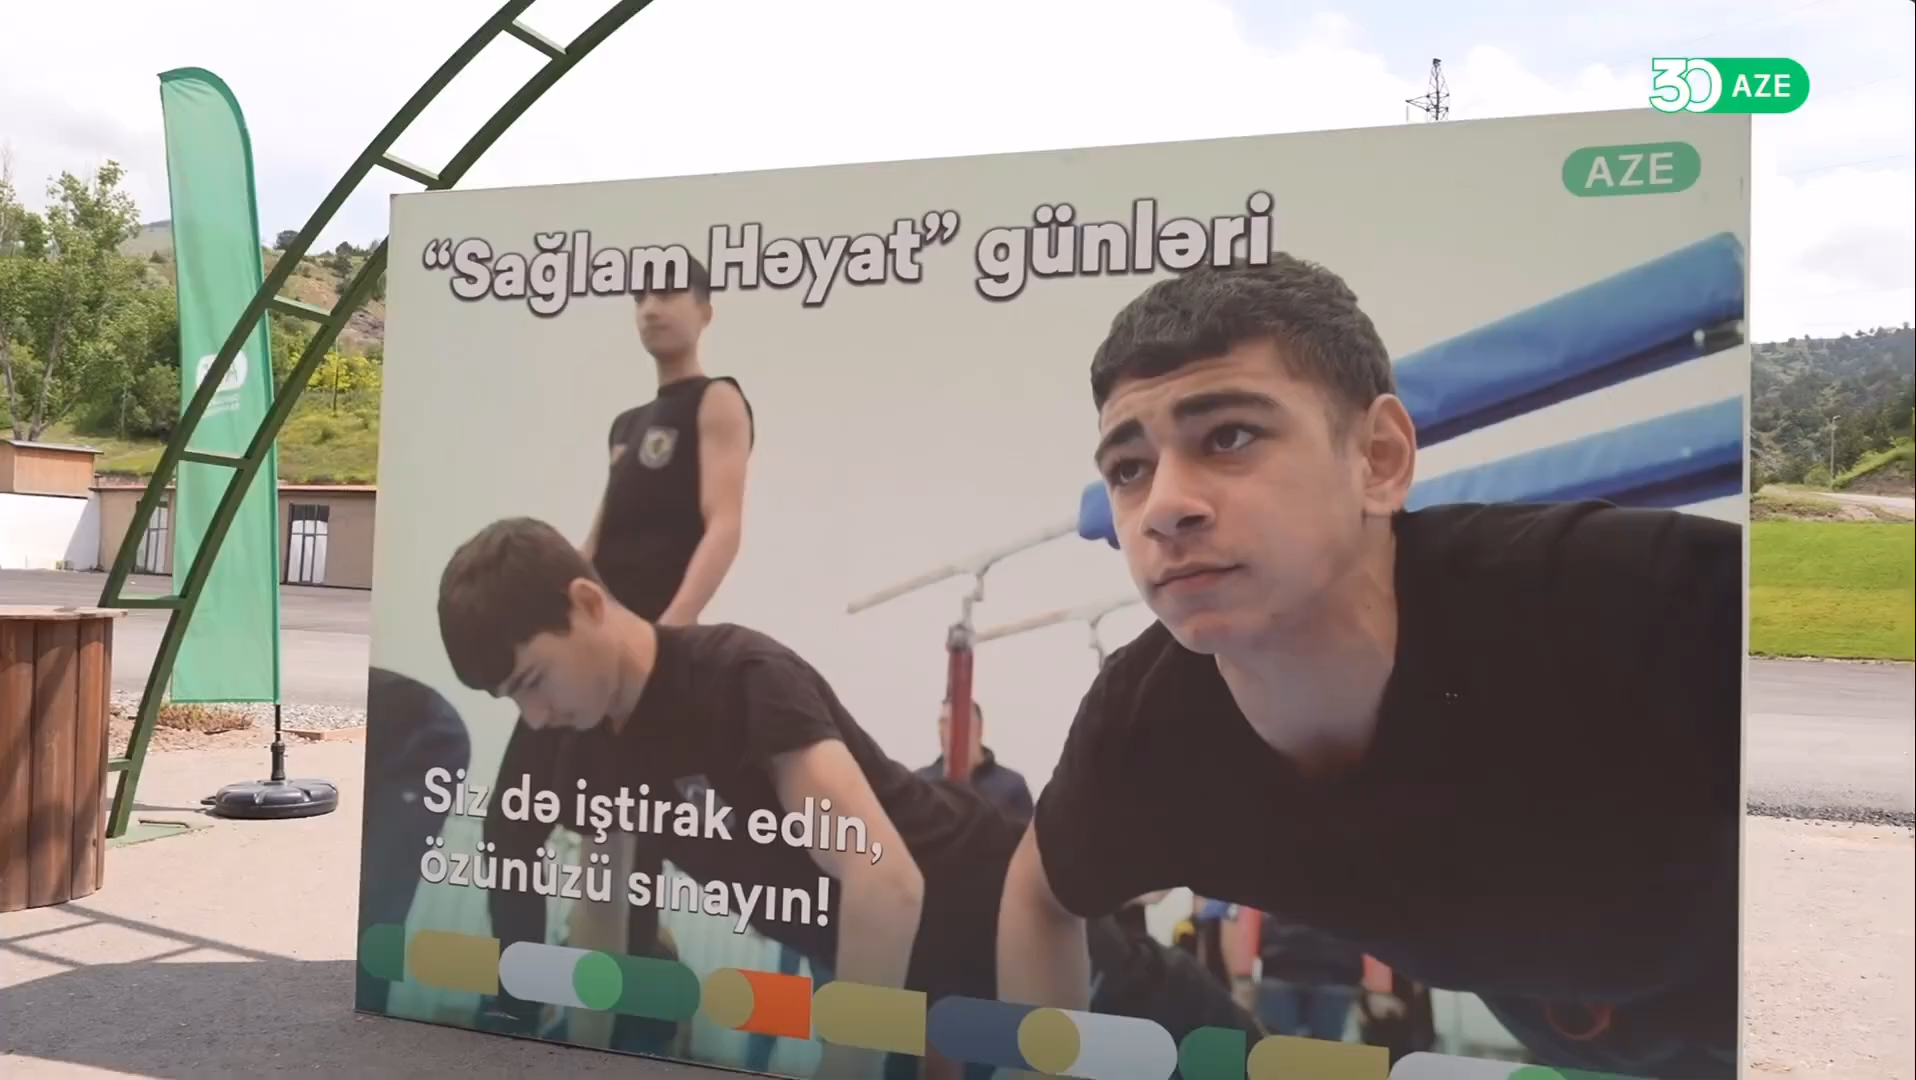 30 AZE
AZE
“Sağlam Həyat” günləri
Siz də iştirak edin,
özünüzü sınayın!